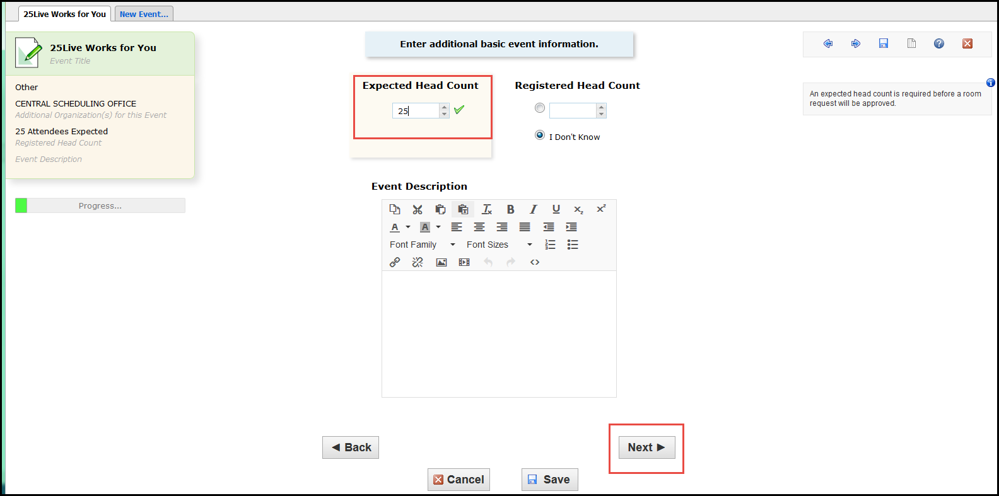 25Live Works for You
New Event...
25Live Works for You
Event Title
Other
CENTRAL SCHEDULING OFFICE
Additional Organization(s) for this Event
25 Attendees Expected
Registered Head Count
Event Description
Progress...
Enter additional basic event information.
Expected Head Count
25
Registered Head Count
I Don't Know
Event Description
Font Family
Font Sizes
Back
Next
Cancel
Save
An expected head count is required before a room
request will be approved.